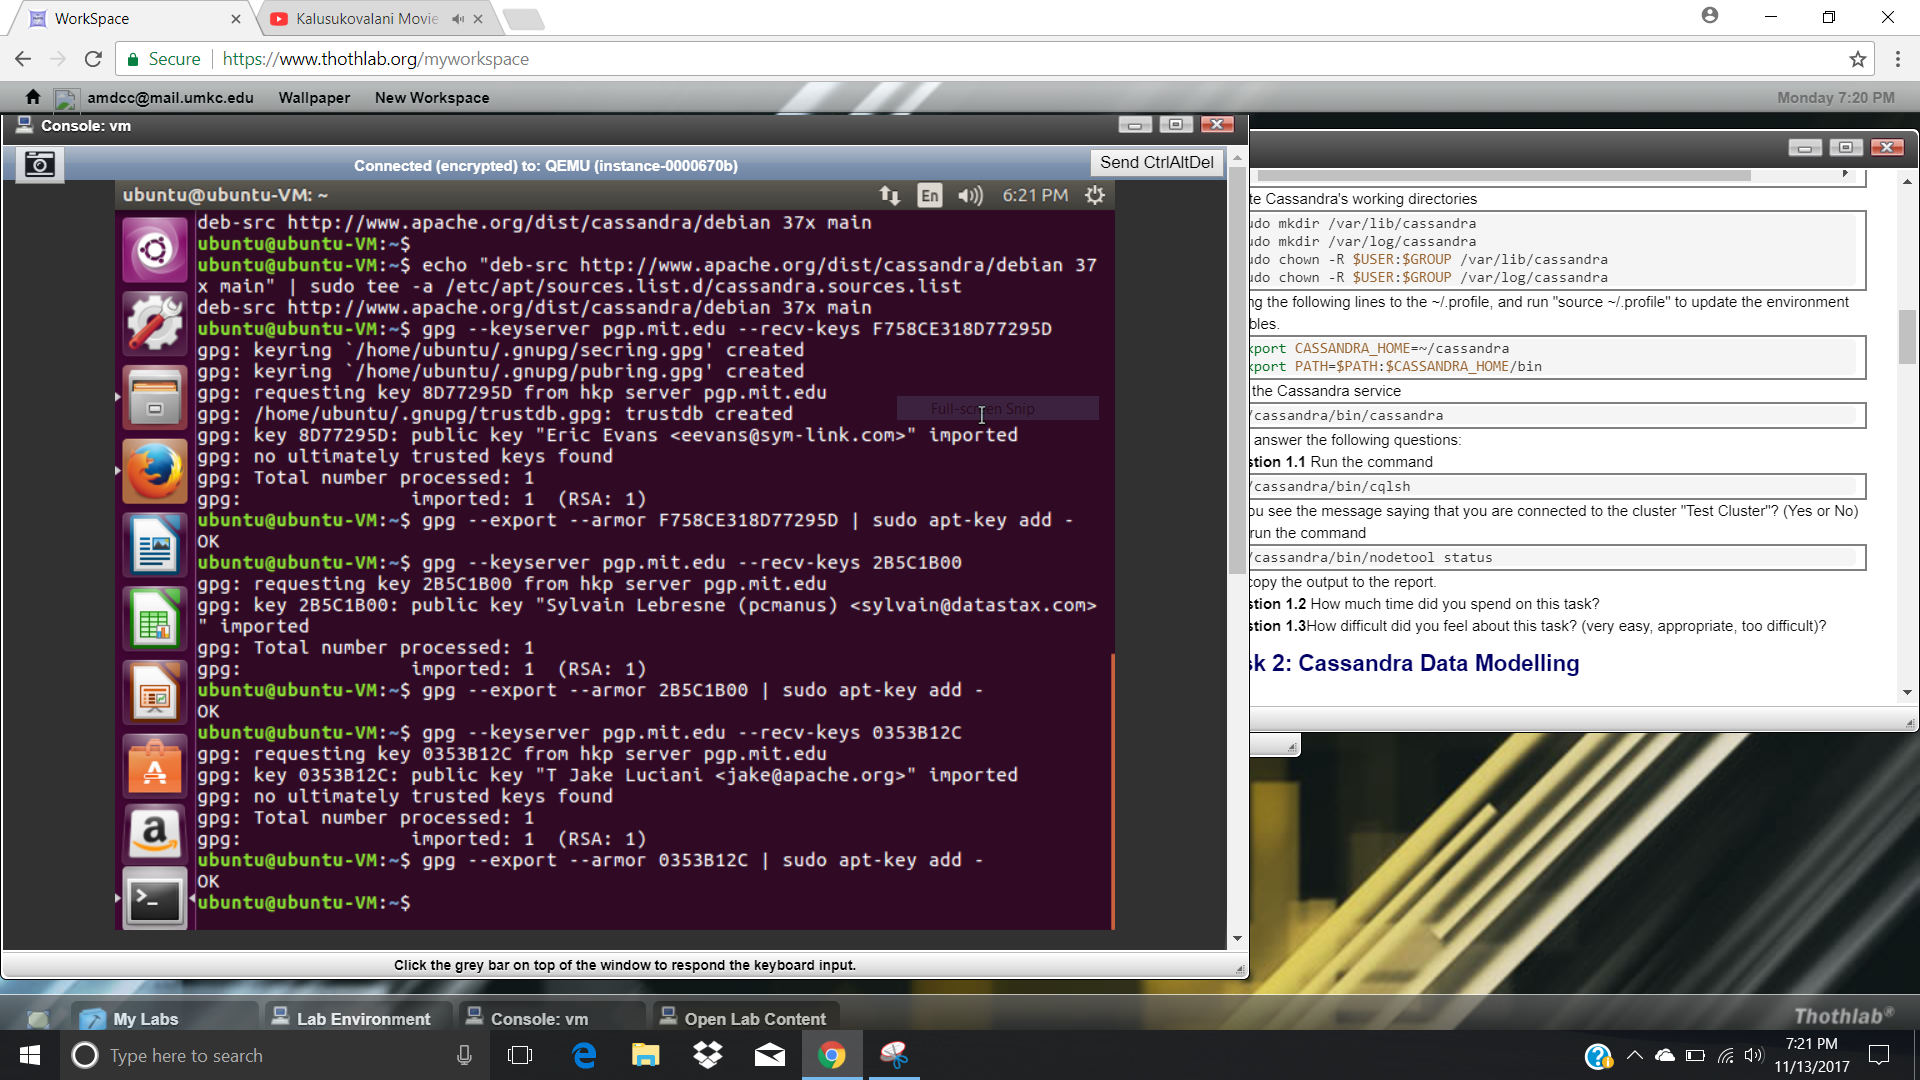 WorkSpace
Kalusukovalani Movie
Secure
https://www.thothlab.org/myworkspace
amdcc@mail.umkc.edu Wallpaper New Workspace
Monday 7:20 PM
Console: vm
Connected (encrypted) to: QEMU (instance-0000670b)
Send CtrlAltDel
ubuntu@ubuntu-VM: ~
En
6:21 PM
deb-src http://www.apache.org/dist/cassandra/debian 37x main
ubuntu@ubuntu-VM:~$
ubuntu@ubuntu-VM:~$ echo "deb-src http://www.apache.org/dist/cassandra/debian 37
x main" | sudo tee -a /etc/apt/sources.list.d/cassandra.sources.list
deb-src http://www.apache.org/dist/cassandra/debian 37x main
ubuntu@ubuntu-VM:~$ gpg --keyserver pgp.mit.edu --recv-keys F758CE318D77295D
gpg: keyring `/home/ubuntu/.gnupg/secring.gpg' created
gpg: keyring `/home/ubuntu/.gnupg/pubring.gpg' created
gpg: requesting key 8D77295D from hkp server pgp.mit.edu
gpg: /home/ubuntu/.gnupg/trustdb.gpg: trustdb created
gpg: key 8D77295D: public key "Eric Evans <eevans@sym-link.com>" imported
gpg: no ultimately trusted keys found
gpg: Total number processed: 1
gpg: imported: 1 (RSA: 1)
ubuntu@ubuntu-VM:~$ gpg --export --armor F758CE318D77295D | sudo apt-key add -
OK
ubuntu@ubuntu-VM:~$ gpg --keyserver pgp.mit.edu --recv-keys 2B5C1B00
gpg: requesting key 2B5C1B00 from hkp server pgp.mit.edu
gpg: key 2B5C1B00: public key "Sylvain Lebresne (pcmanus) <sylvain@datastax.com>
" imported
gpg: Total number processed: 1
gpg: imported: 1 (RSA: 1)
ubuntu@ubuntu-VM:~$ gpg --export --armor 2B5C1B00 | sudo apt-key add -
OK
ubuntu@ubuntu-VM:~$ gpg --keyserver pgp.mit.edu --recv-keys 0353B12C
gpg: requesting key 0353B12C from hkp server pgp.mit.edu
gpg: key 0353B12C: public key "T Jake Luciani <jake@apache.org>" imported
gpg: no ultimately trusted keys found
gpg: Total number processed: 1
gpg: imported: 1 (RSA: 1)
ubuntu@ubuntu-VM:~$ gpg --export --armor 0353B12C | sudo apt-key add -
OK
ubuntu@ubuntu-VM:~$
Full-screen Snip
Click the grey bar on top of the window to respond the keyboard input.
te Cassandra's working directories
udo mkdir /var/lib/cassandra
udo mkdir /var/log/cassandra
udo chown -R $USER:$GROUP /var/lib/cassandra
udo chown -R $USER:$GROUP /var/log/cassandra
ng the following lines to the ~/.profile, and run "source ~/.profile" to update the environment
bles.
xport CASSANDRA_HOME=~/cassandra
xport PATH=$PATH:$CASSANDRA_HOME/bin
the Cassandra service
/cassandra/bin/cassandra
answer the following questions:
stion 1.1 Run the command
/cassandra/bin/cqlsh
ou see the message saying that you are connected to the cluster "Test Cluster"? (Yes or No)
run the command
/cassandra/bin/nodetool status
copy the output to the report.
stion 1.2 How much time did you spend on this task?
stion 1.3How difficult did you feel about this task? (very easy, appropriate, too difficult)?
sk 2: Cassandra Data Modelling
My Labs
Lab Environment
Console: vm
Open Lab Content
Thothlab®
Type here to search
7:21 PM
11/13/2017